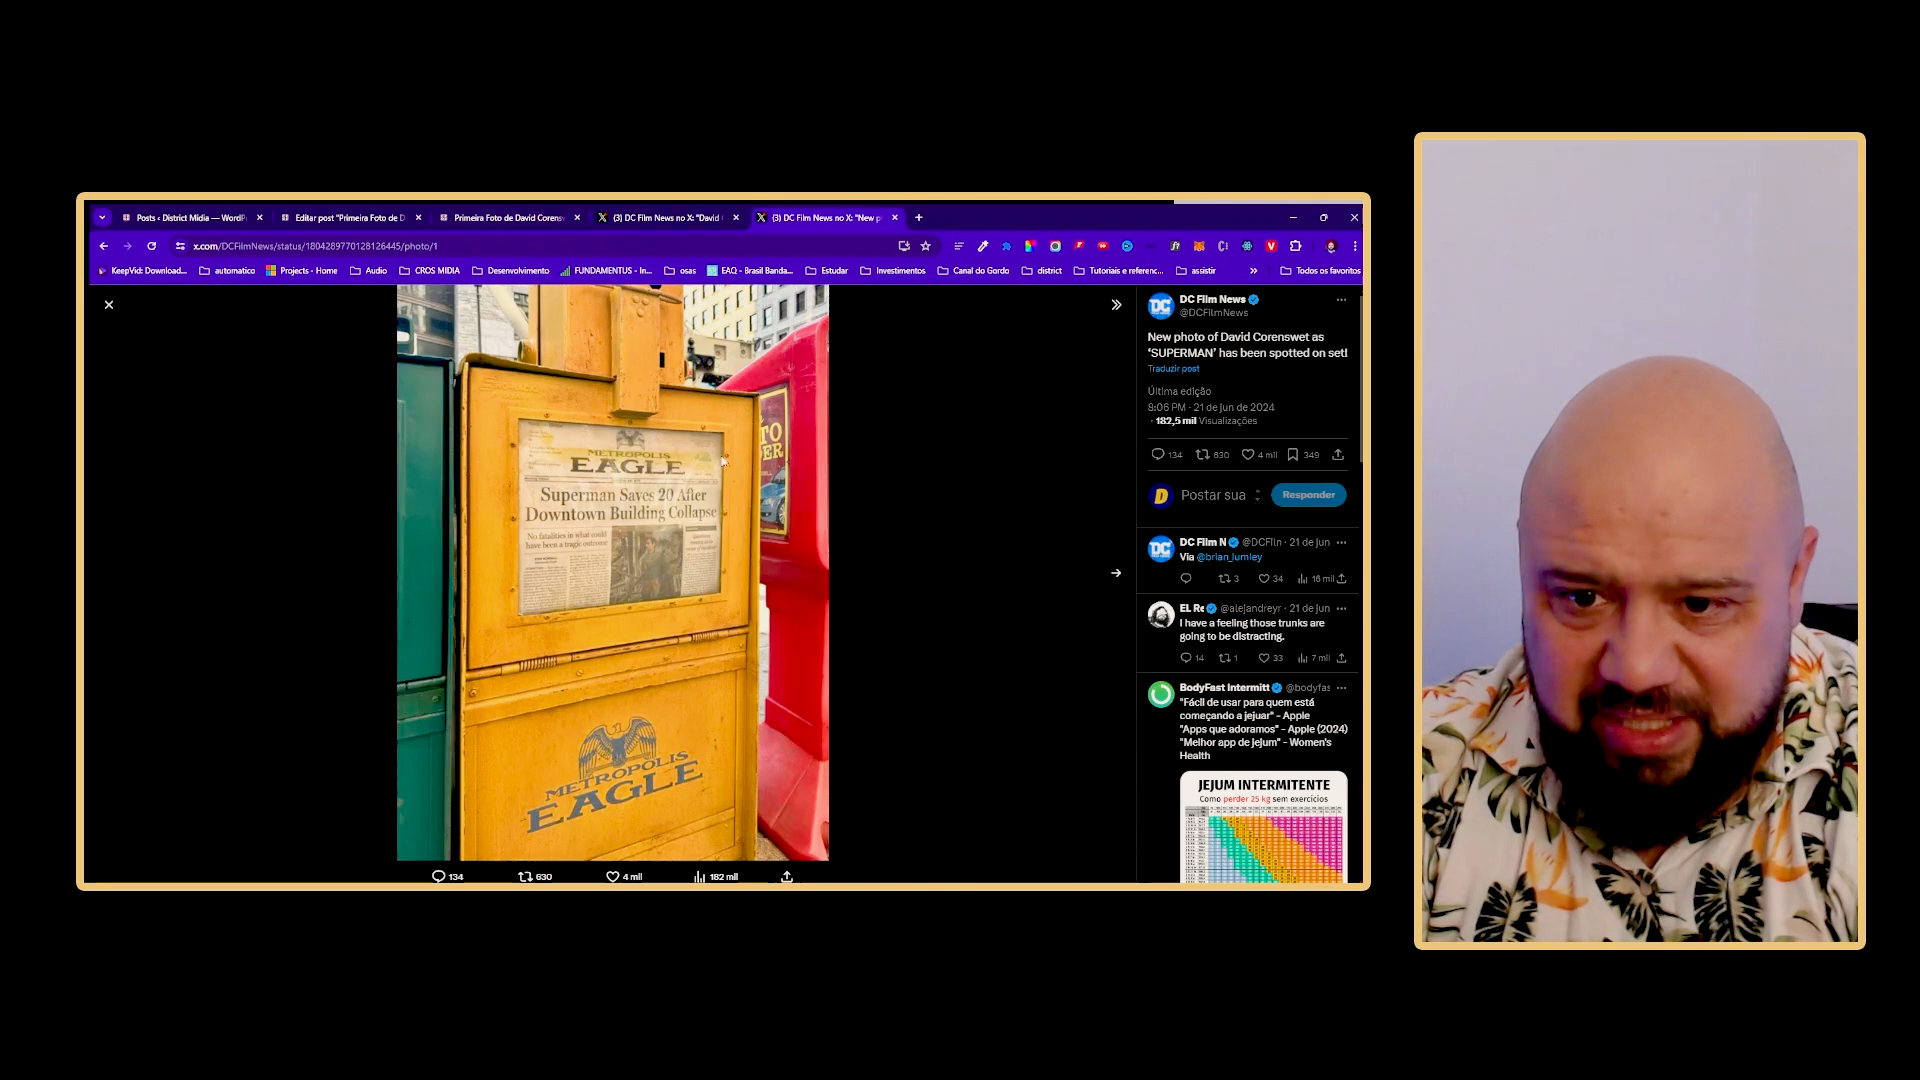 Posts ‹ District Mídia — WordP
Editar post "Primeira Foto de D
Primeira Foto de David Corensw
(3) DC Film News no X: "David
(3) DC Film News no X: "New p
x.com/DCFilmNews/status/1804289770128126445/photo/1
KeepVid: Download...
automatico
Projects - Home
Audio
CROS MIDIA
Desenvolvimento
FUNDAMENTUS - In...
osas
EAQ - Brasil Banda...
Estudar
Investimentos
Canal do Gordo
district
Tutoriais e referenc...
assistir
Todos os favoritos
METROPOLIS
EAGLE
Superman Saves 20 After
Downtown Building Collapse
No fatalities in what could
have been a tragic outcome
TO
ER
METROPOLIS
EAGLE
134
630
4 mil
182 mil
DC Film News
@DCFilmNews
New photo of David Corenswet as
‘SUPERMAN’ has been spotted on set!
Traduzir post
Última edição
8:06 PM · 21 de jun de 2024
· 182,5 mil Visualizações
134
630
4 mil
349
Postar sua
Responder
DC Film N @DCFiln · 21 de jun
Via @brian_lumley
3
34
16 mil
EL Re @alejandreyr · 21 de jun
I have a feeling those trunks are
going to be distracting.
14
1
33
7 mil
BodyFast Intermitt @bodyfas
"Fácil de usar para quem está
começando a jejuar" - Apple
"Apps que adoramos" - Apple (2024)
"Melhor app de jejum" - Women's
Health
JEJUM INTERMITENTE
Como perder 25 kg sem exercícios